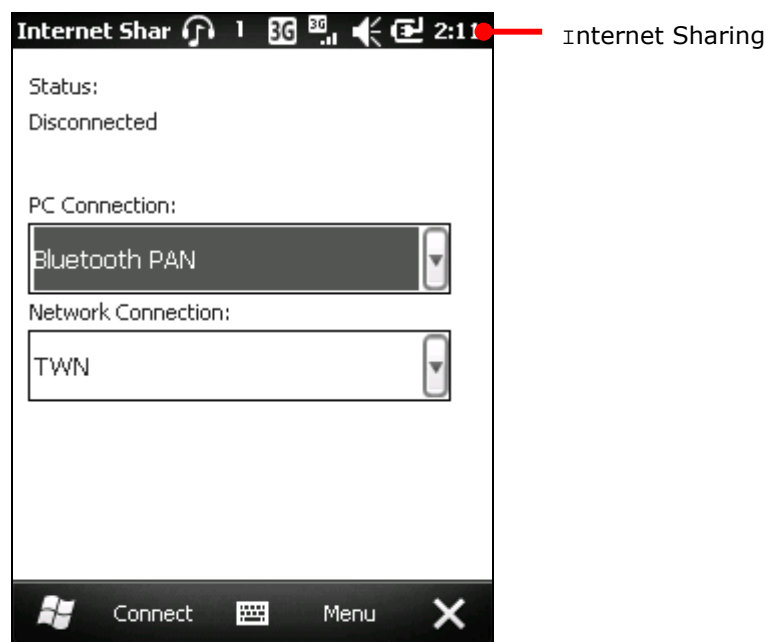 Internet Shar 1 3G 3G 2:11
Internet Sharing
Status:
Disconnected
PC Connection:
Bluetooth PAN
Network Connection:
TWN
Connect Menu